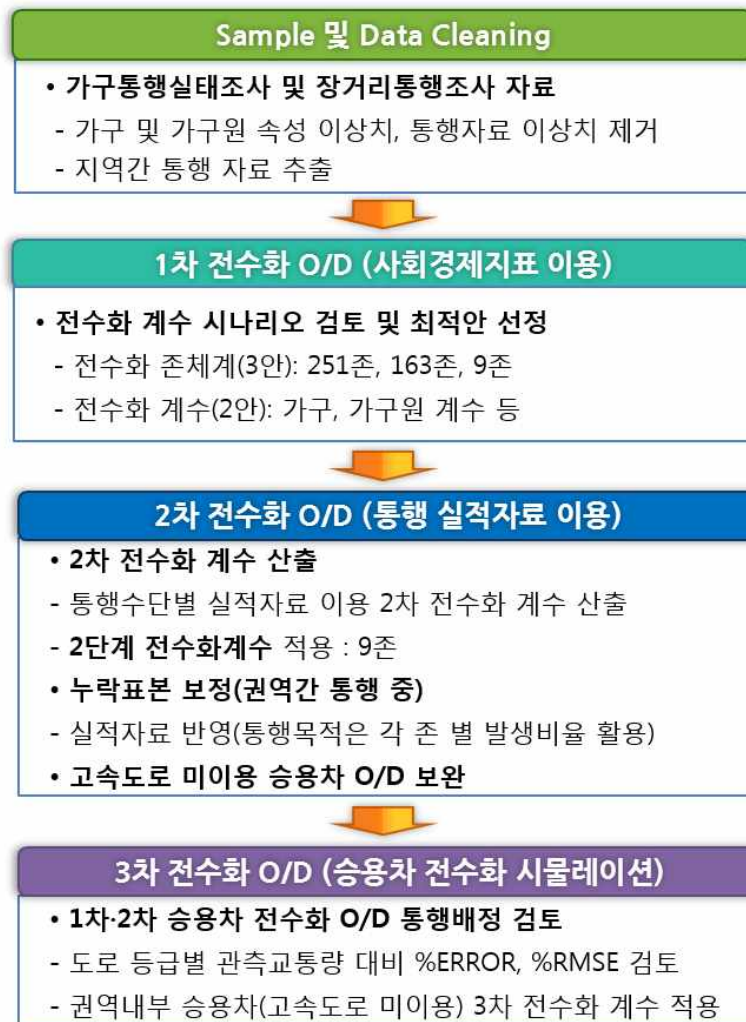 Sample 및 Data Cleaning
• 가구통행실태조사 및 장거리통행조사 자료
- 가구 및 가구원 속성 이상치, 통행자료 이상치 제거
- 지역간 통행 자료 추출
1차 전수화 O/D (사회경제지표 이용)
• 전수화 계수 시나리오 검토 및 최적안 선정
- 전수화 존체계(3안): 251존, 163존, 9존
- 전수화 계수(2안): 가구, 가구원 계수 등
2차 전수화 O/D (통행 실적자료 이용)
• 2차 전수화 계수 산출
- 통행수단별 실적자료 이용 2차 전수화 계수 산출
- 2단계 전수화계수 적용 : 9존
• 누락표본 보정(권역간 통행 중)
- 실적자료 반영(통행목적은 각 존 별 발생비율 활용)
• 고속도로 미이용 승용차 O/D 보완
3차 전수화 O/D (승용차 전수화 시물레이션)
• 1차·2차 승용차 전수화 O/D 통행배정 검토
- 도로 등급별 관측교통량 대비 %ERROR, %RMSE 검토
- 권역내부 승용차(고속도로 미이용) 3차 전수화 계수 적용